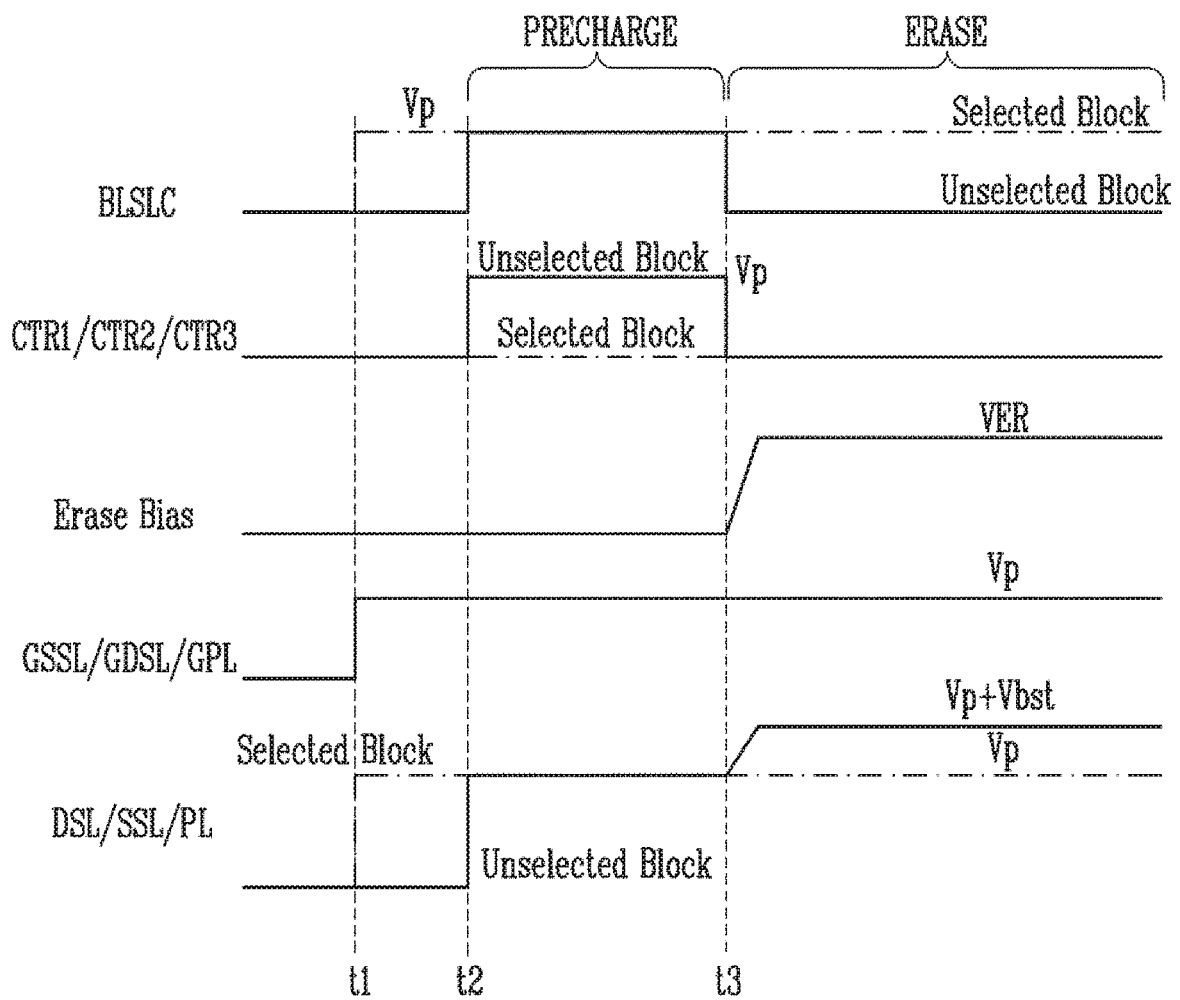 PRECHARGE
ERASE
Vp
Selected Block
BLSLC
Unselected Block
Unselected Block
Vp
CTR1/CTR2/CTR3
Selected Block
VER
Erase Bias
Vp
GSSL/GDSL/GPL
Vp+Vbst
Selected Block
Vp
DSL/SSL/PL
Unselected Block
t1
t2
t3